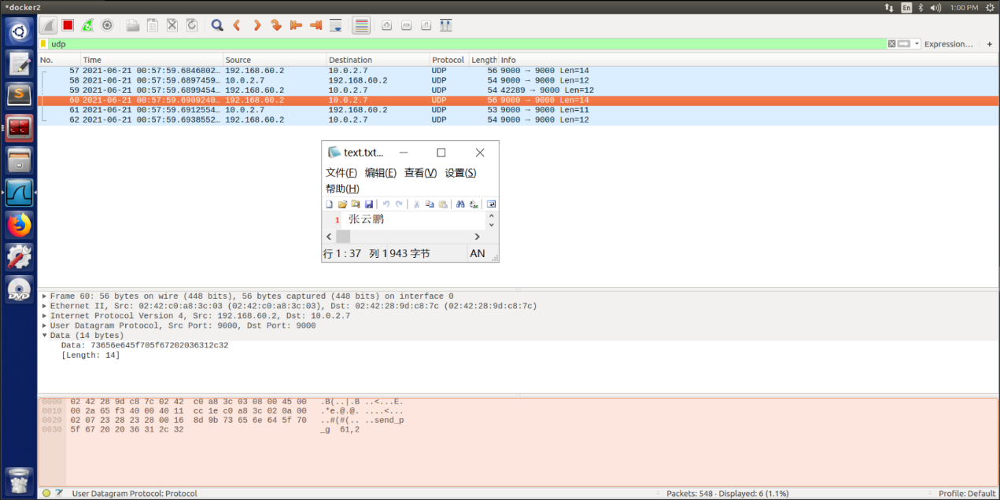 *docker2
En
1:00 PM
udp
Expression…
+
No. Time Source Destination Protocol Length Info
57 2021-06-21 00:57:59.6846802… 192.168.60.2 10.0.2.7 UDP 56 9000 → 9000 Len=14
58 2021-06-21 00:57:59.6897459… 10.0.2.7 192.168.60.2 UDP 54 9000 → 9000 Len=12
59 2021-06-21 00:57:59.6899454… 192.168.60.2 10.0.2.7 UDP 54 42289 → 9000 Len=12
60 2021-06-21 00:57:59.6909240… 192.168.60.2 10.0.2.7 UDP 56 9000 → 9000 Len=14
61 2021-06-21 00:57:59.6912554… 10.0.2.7 192.168.60.2 UDP 53 9000 → 9000 Len=11
62 2021-06-21 00:57:59.6938552… 192.168.60.2 10.0.2.7 UDP 54 9000 → 9000 Len=12
text.txt...
文件(F) 编辑(E) 查看(V) 设置(S)
帮助(H)
1 张云鹏
行 1 : 37 列 1 943 字节 AN
Frame 60: 56 bytes on wire (448 bits), 56 bytes captured (448 bits) on interface 0
Ethernet II, Src: 02:42:c0:a8:3c:03 (02:42:c0:a8:3c:03), Dst: 02:42:28:9d:c8:7c (02:42:28:9d:c8:7c)
Internet Protocol Version 4, Src: 192.168.60.2, Dst: 10.0.2.7
User Datagram Protocol, Src Port: 9000, Dst Port: 9000
Data (14 bytes)
Data: 73656e645f705f67202036312c32
[Length: 14]
0000 02 42 28 9d c8 7c 02 42 c0 a8 3c 03 08 00 45 00 .B(..|.B ..<...E.
0010 00 2a 65 f3 40 00 40 11 cc 1e c0 a8 3c 02 0a 00 .*e.@.@. ....<...
0020 02 07 23 28 23 28 00 16 8d 9b 73 65 6e 64 5f 70 ..#(#(.. ..send_p
0030 5f 67 20 20 36 31 2c 32 _g  61,2
User Datagram Protocol: Protocol
Packets: 548 · Displayed: 6 (1.1%)
Profile: Default